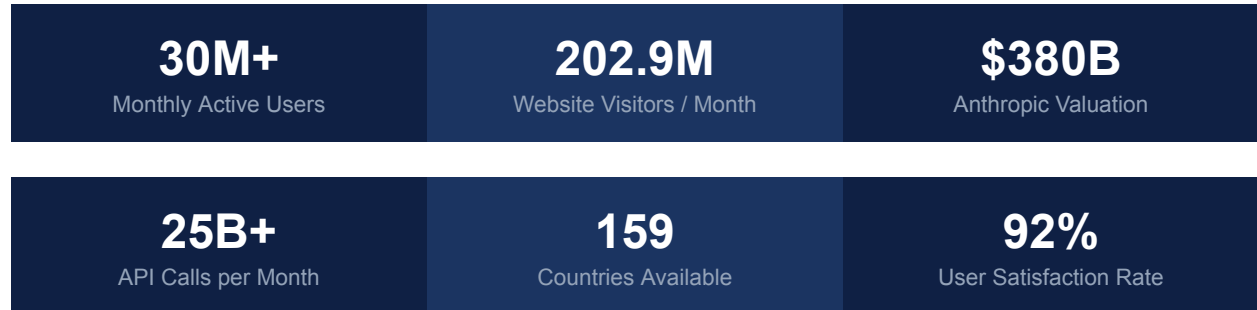 30M+
202.9M
$380B
Monthly Active Users
Website Visitors / Month
Anthropic Valuation
25B+
159
92%
API Calls per Month
Countries Available
User Satisfaction Rate